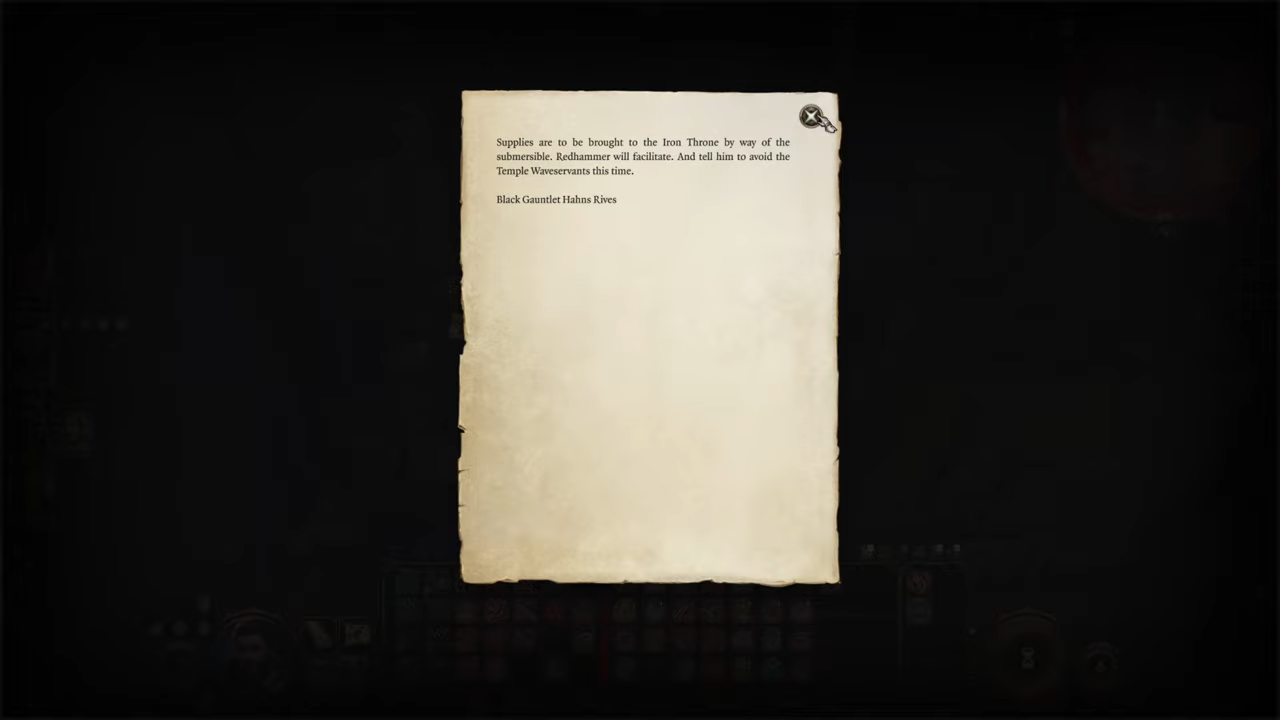 Supplies are to be brought to the Iron Throne by way of the
submersible. Redhammer will facilitate. And tell him to avoid the
Temple Waveservants this time.
Black Gauntlet Hahns Rives